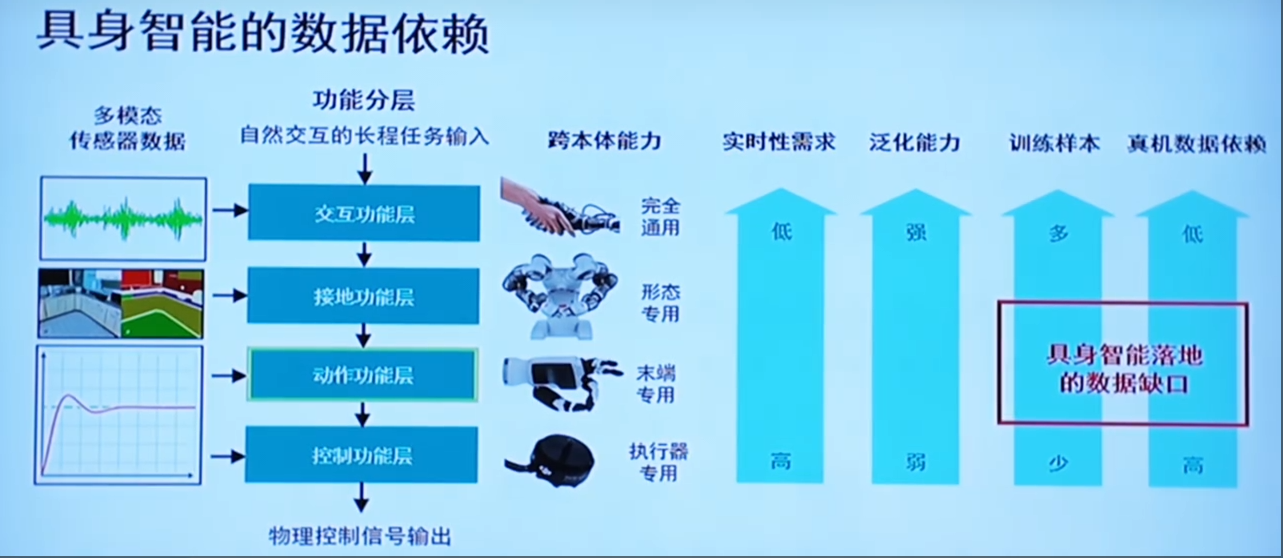 具身智能的数据依赖
多模态
传感器数据
功能分层
自然交互的长程任务输入
跨本体能力
实时性需求
泛化能力
训练样本
真机数据依赖
交互功能层
完全
通用
低
强
多
低
接地功能层
形态
专用
动作功能层
末端
专用
具身智能落地
的数据缺口
控制功能层
执行器
专用
高
弱
少
高
物理控制信号输出